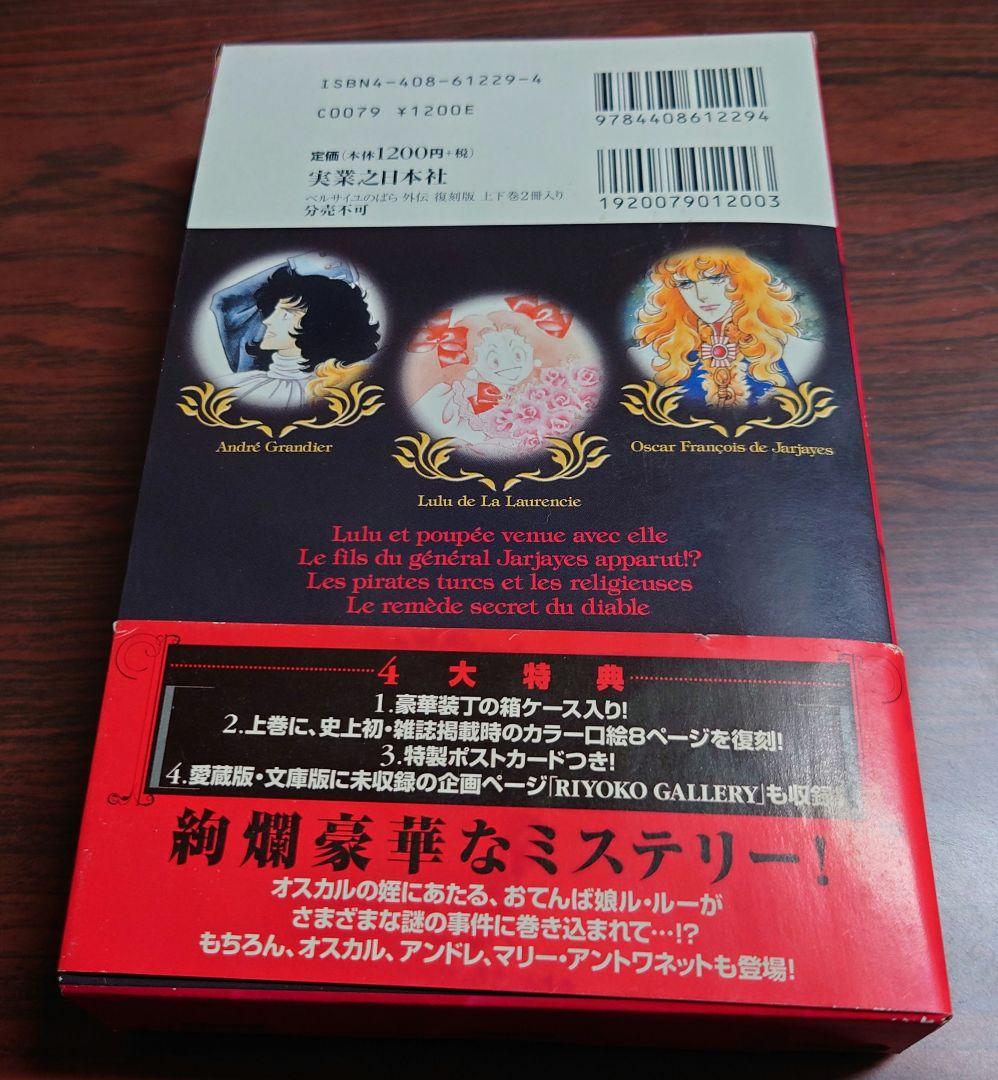 ISBN4-408-61229-4
C0079 ¥1200E
9784408612294
定価(本体1200円+税)
実業之日本社
ベルサイユのばら 外伝 復刻版 上下巻2冊入り
分売不可
1920079012003
André Grandier
Lulu de La Laurencie
Oscar François de Jarjayes
Lulu et poupée venue avec elle
Le fils du général Jarjayes apparut!?
Les pirates turcs et les religieuses
Le remède secret du diable
4大特典
1.豪華装丁の箱ケース入り!
2.上巻に、史上初・雑誌掲載時のカラー口絵8ページを復刻!
3.特製ポストカードつき!
4.愛蔵版・文庫版に未収録の企画ページ「RIYOKO GALLERY」も収録!
絢爛豪華なミステリー!
オスカルの姪にあたる、おてんば娘ル・ルーが
さまざまな謎の事件に巻き込まれて…!?
もちろん、オスカル、アンドレ、マリー・アントワネットも登場!